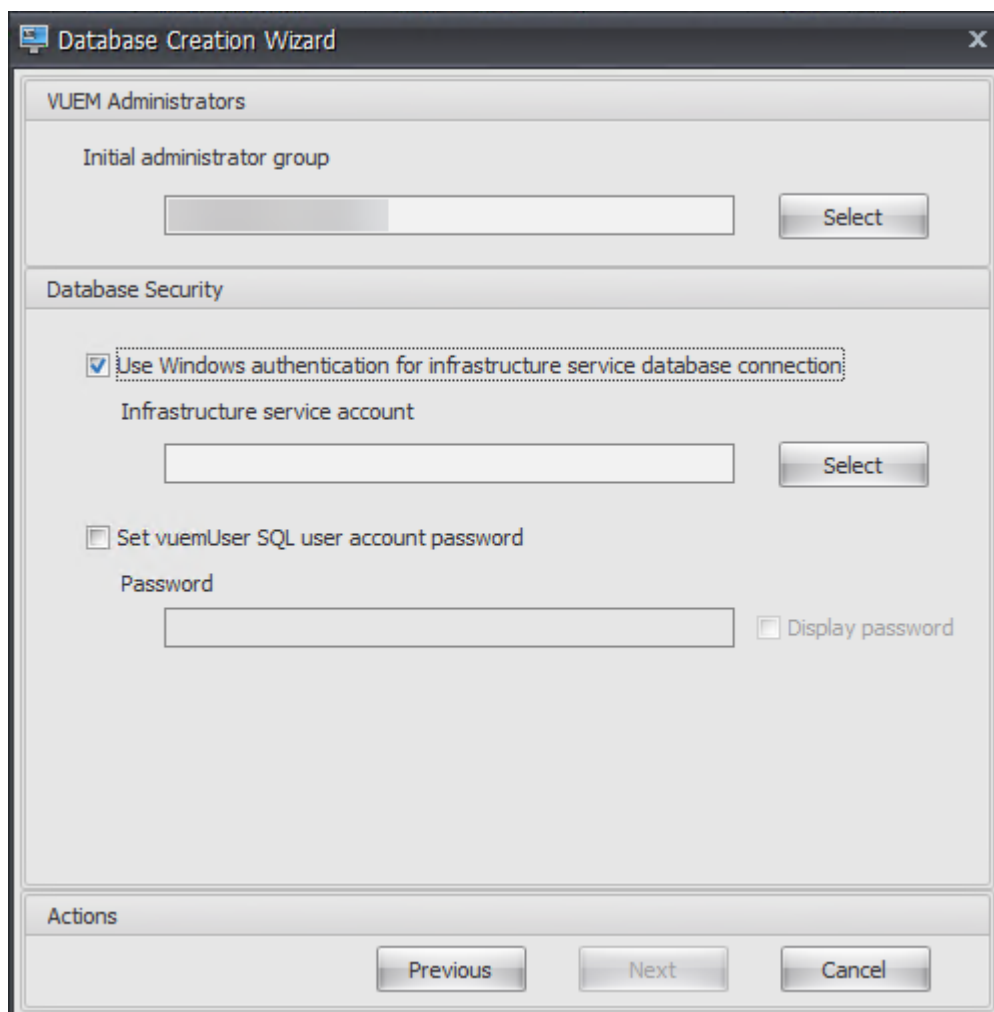 Database Creation Wizard
VUEM Administrators
Initial administrator group
Select
Database Security
Use Windows authentication for infrastructure service database connection
Infrastructure service account
Select
Set vuemUser SQL user account password
Password
Display password
Actions
Previous Next Cancel